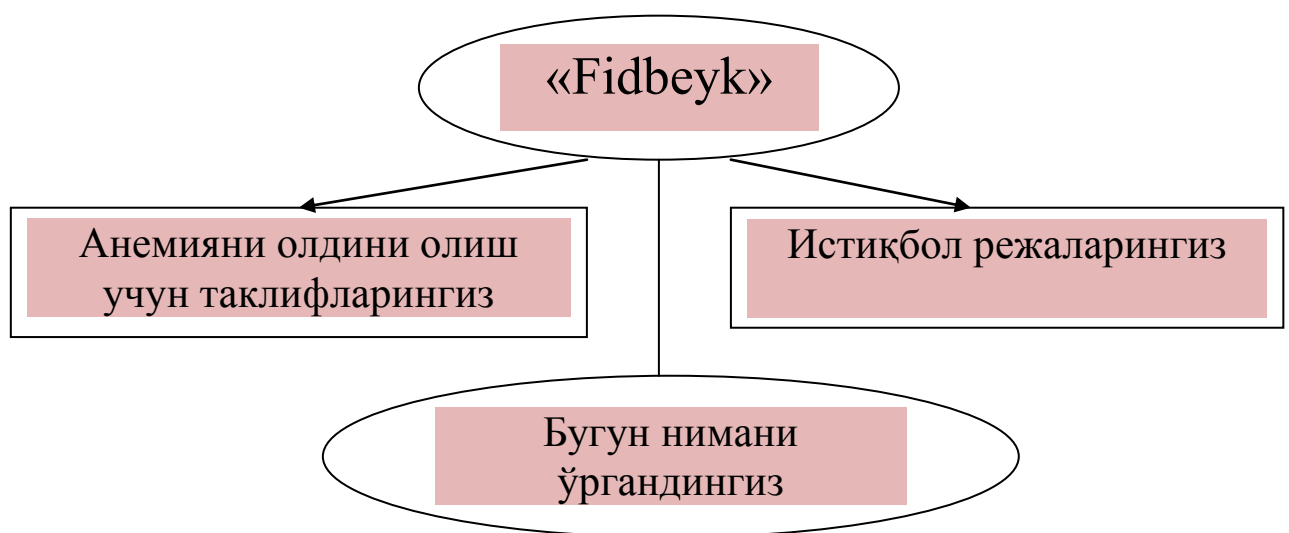 «Fidbeyk»
Анемияни олдини олиш
учун таклифларингиз
Истиқбол режаларингиз
Бугун нимани
ўргандингиз